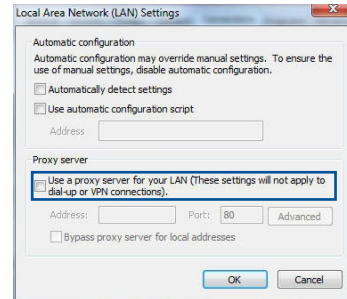 Local Area Network (LAN) Settings
Automatic configuration
Automatic configuration may override manual settings. To ensure the
use of manual settings, disable automatic configuration.
Automatically detect settings
Use automatic configuration script
Address
Proxy server
Use a proxy server for your LAN (These settings will not apply to
dial-up or VPN connections).
Address: Port: 80 Advanced
Bypass proxy server for local addresses
OK Cancel